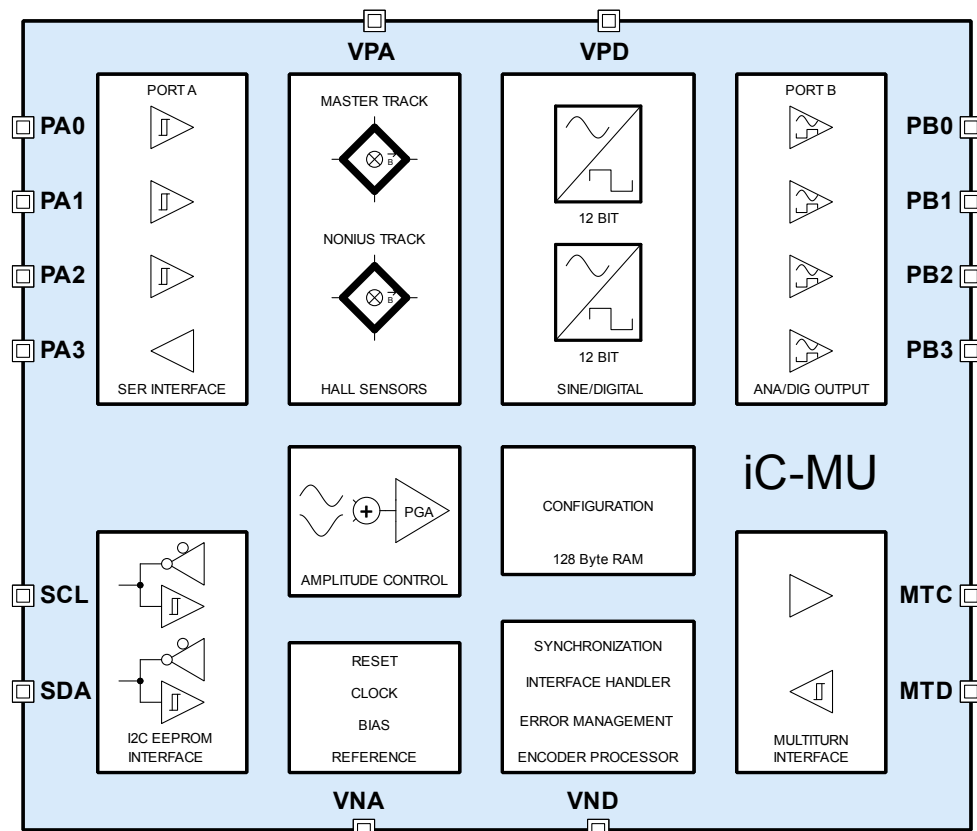 VPA
VPD
PORT A
PA0
PA1
PA2
PA3
SER INTERFACE
MASTER TRACK
B
NONIUS TRACK
B
HALL SENSORS
12 BIT
12 BIT
SINE/DIGITAL
PORT B
PB0
PB1
PB2
PB3
ANA/DIG OUTPUT
PGA
AMPLITUDE CONTROL
CONFIGURATION
128 Byte RAM
iC-MU
SCL
SDA
I2C EEPROM
INTERFACE
RESET
CLOCK
BIAS
REFERENCE
SYNCHRONIZATION
INTERFACE HANDLER
ERROR MANAGEMENT
ENCODER PROCESSOR
MTC
MTD
MULTITURN
INTERFACE
VNA
VND